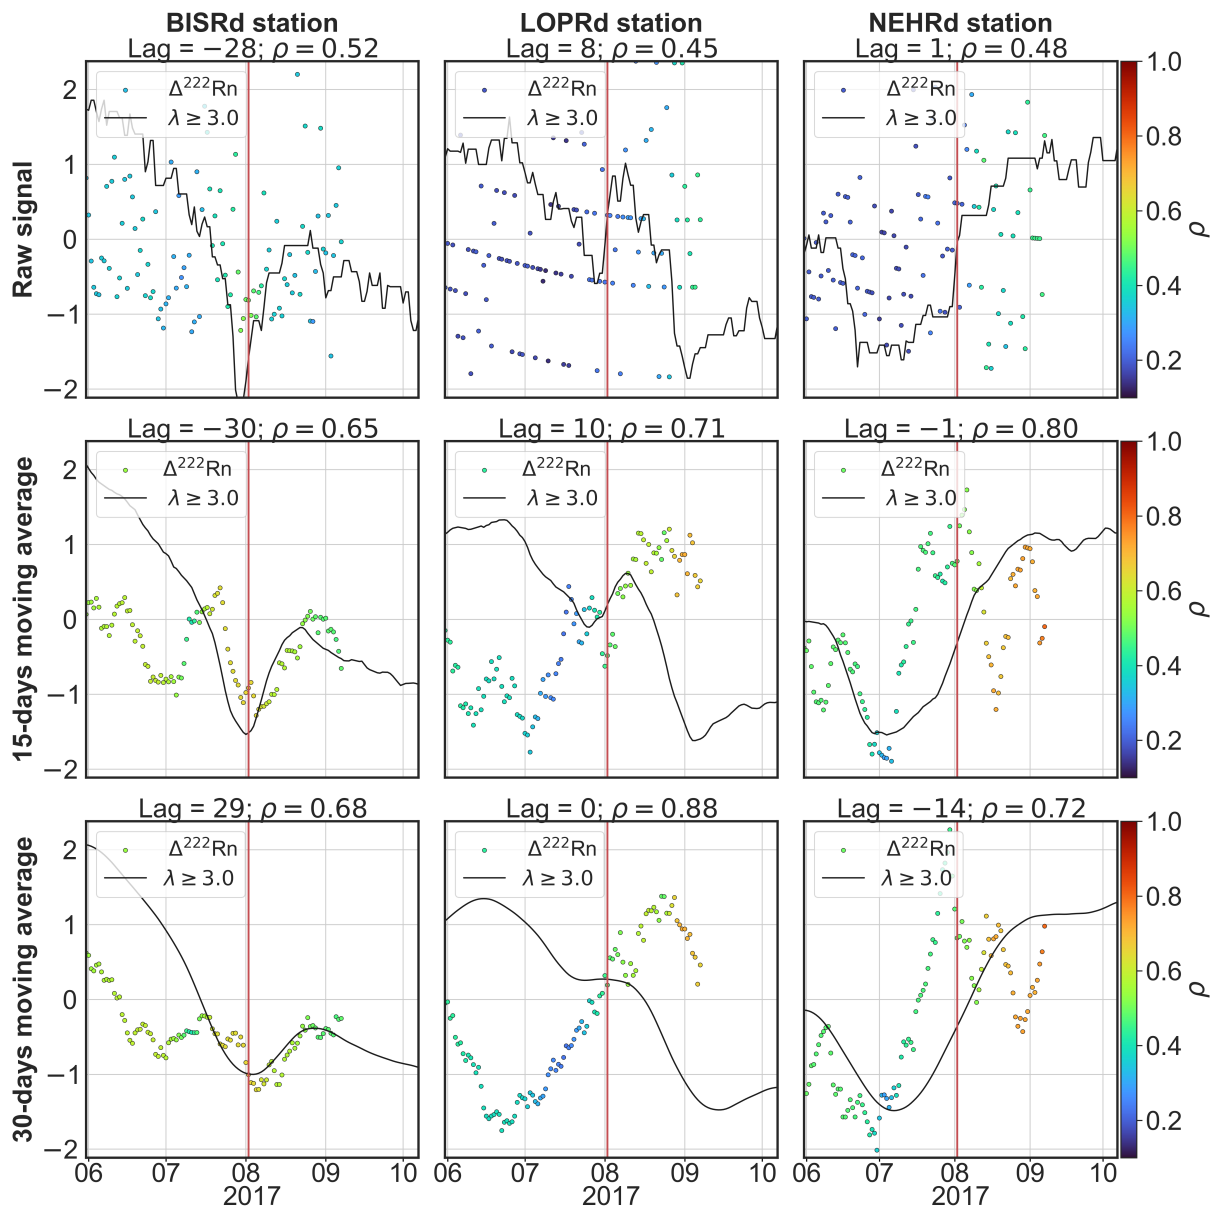 BISRd station
LOPRd station
NEHRd station
Lag = −28; ρ = 0.52
Lag = 8; ρ = 0.45
Lag = 1; ρ = 0.48
Raw signal
2
1
0
−1
−2
Δ²²²Rn
λ ≥ 3.0
Δ²²²Rn
λ ≥ 3.0
Δ²²²Rn
λ ≥ 3.0
1.0
0.8
0.6
0.4
0.2
ρ
Lag = −30; ρ = 0.65
Lag = 10; ρ = 0.71
Lag = −1; ρ = 0.80
15-days moving average
2
1
0
−1
−2
Δ²²²Rn
λ ≥ 3.0
Δ²²²Rn
λ ≥ 3.0
Δ²²²Rn
λ ≥ 3.0
1.0
0.8
0.6
0.4
0.2
ρ
Lag = 29; ρ = 0.68
Lag = 0; ρ = 0.88
Lag = −14; ρ = 0.72
30-days moving average
2
1
0
−1
−2
Δ²²²Rn
λ ≥ 3.0
Δ²²²Rn
λ ≥ 3.0
Δ²²²Rn
λ ≥ 3.0
1.0
0.8
0.6
0.4
0.2
ρ
06 07 08 09 10
06 07 08 09 10
06 07 08 09 10
2017
2017
2017